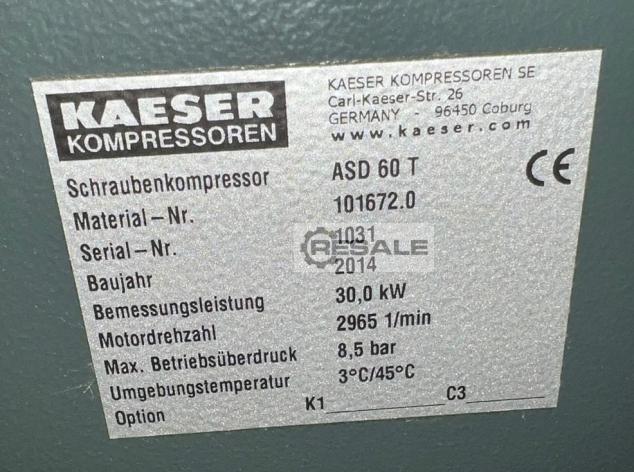 KAESER
KOMPRESSOREN
KAESER KOMPRESSOREN SE
Carl-Kaeser-Str. 26
GERMANY - 96450 Coburg
www.kaeser.com
CE
Schraubenkompressor ASD 60 T
Material-Nr. 101672.0
Serial-Nr. 1031
RESALE
Baujahr 2014
Bemessungsleistung 30,0 kW
Motordrehzahl 2965 1/min
Max. Betriebsüberdruck 8,5 bar
Umgebungstemperatur 3°C/45°C
Option K1 C3